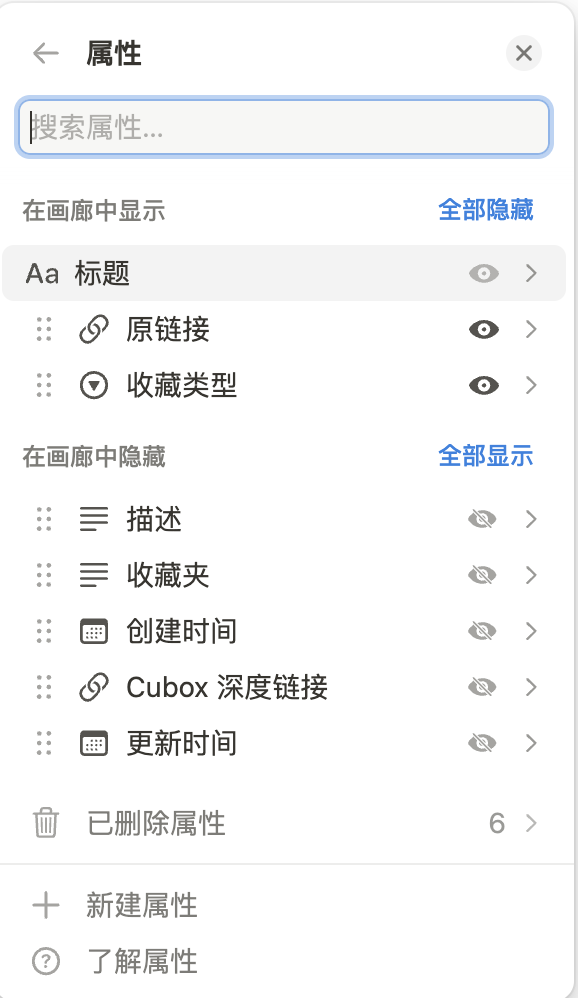 属性
搜索属性...
在画廊中显示 全部隐藏
Aa 标题
原链接
收藏类型
在画廊中隐藏 全部显示
描述
收藏夹
创建时间
Cubox 深度链接
更新时间
已删除属性 6
新建属性
? 了解属性